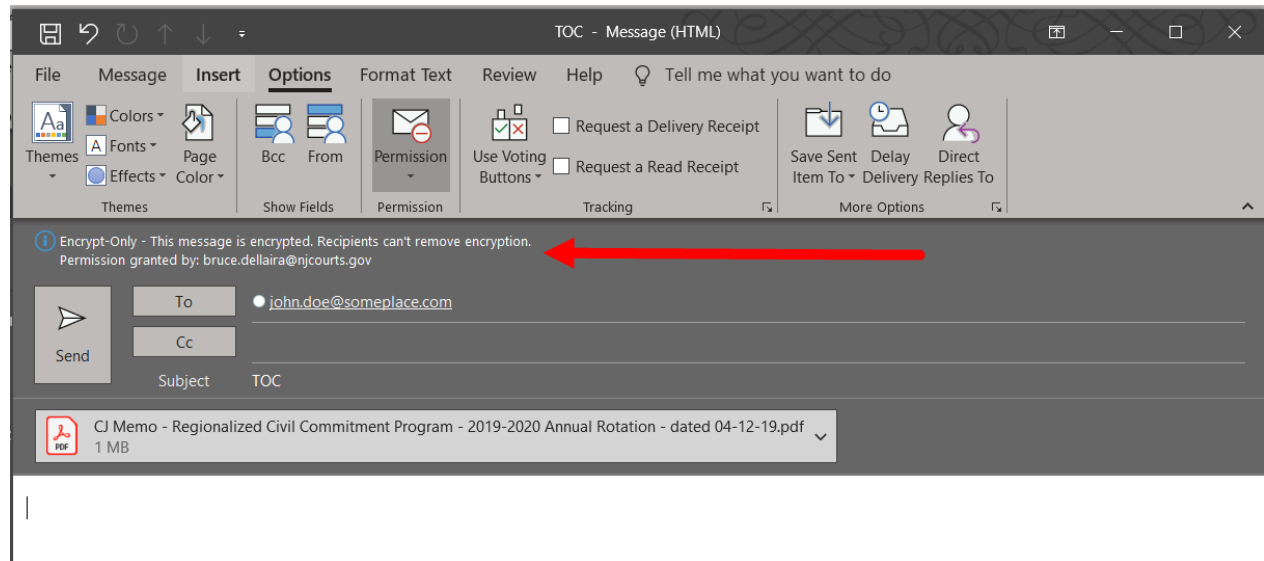 TOC - Message (HTML)
File Message Insert Options Format Text Review Help Tell me what you want to do
Aa
Themes
Colors
A Fonts
Effects
Page
Color
Themes
Bcc
From
Show Fields
Permission
Permission
Use Voting
Buttons
Request a Delivery Receipt
Request a Read Receipt
Tracking
Save Sent
Item To
Delay
Delivery
Direct
Replies To
More Options
Encrypt-Only - This message is encrypted. Recipients can't remove encryption.
Permission granted by: bruce.dellaira@njcourts.gov
Send
To john.doe@someplace.com
Cc
Subject TOC
PDF
CJ Memo - Regionalized Civil Commitment Program - 2019-2020 Annual Rotation - dated 04-12-19.pdf
1 MB